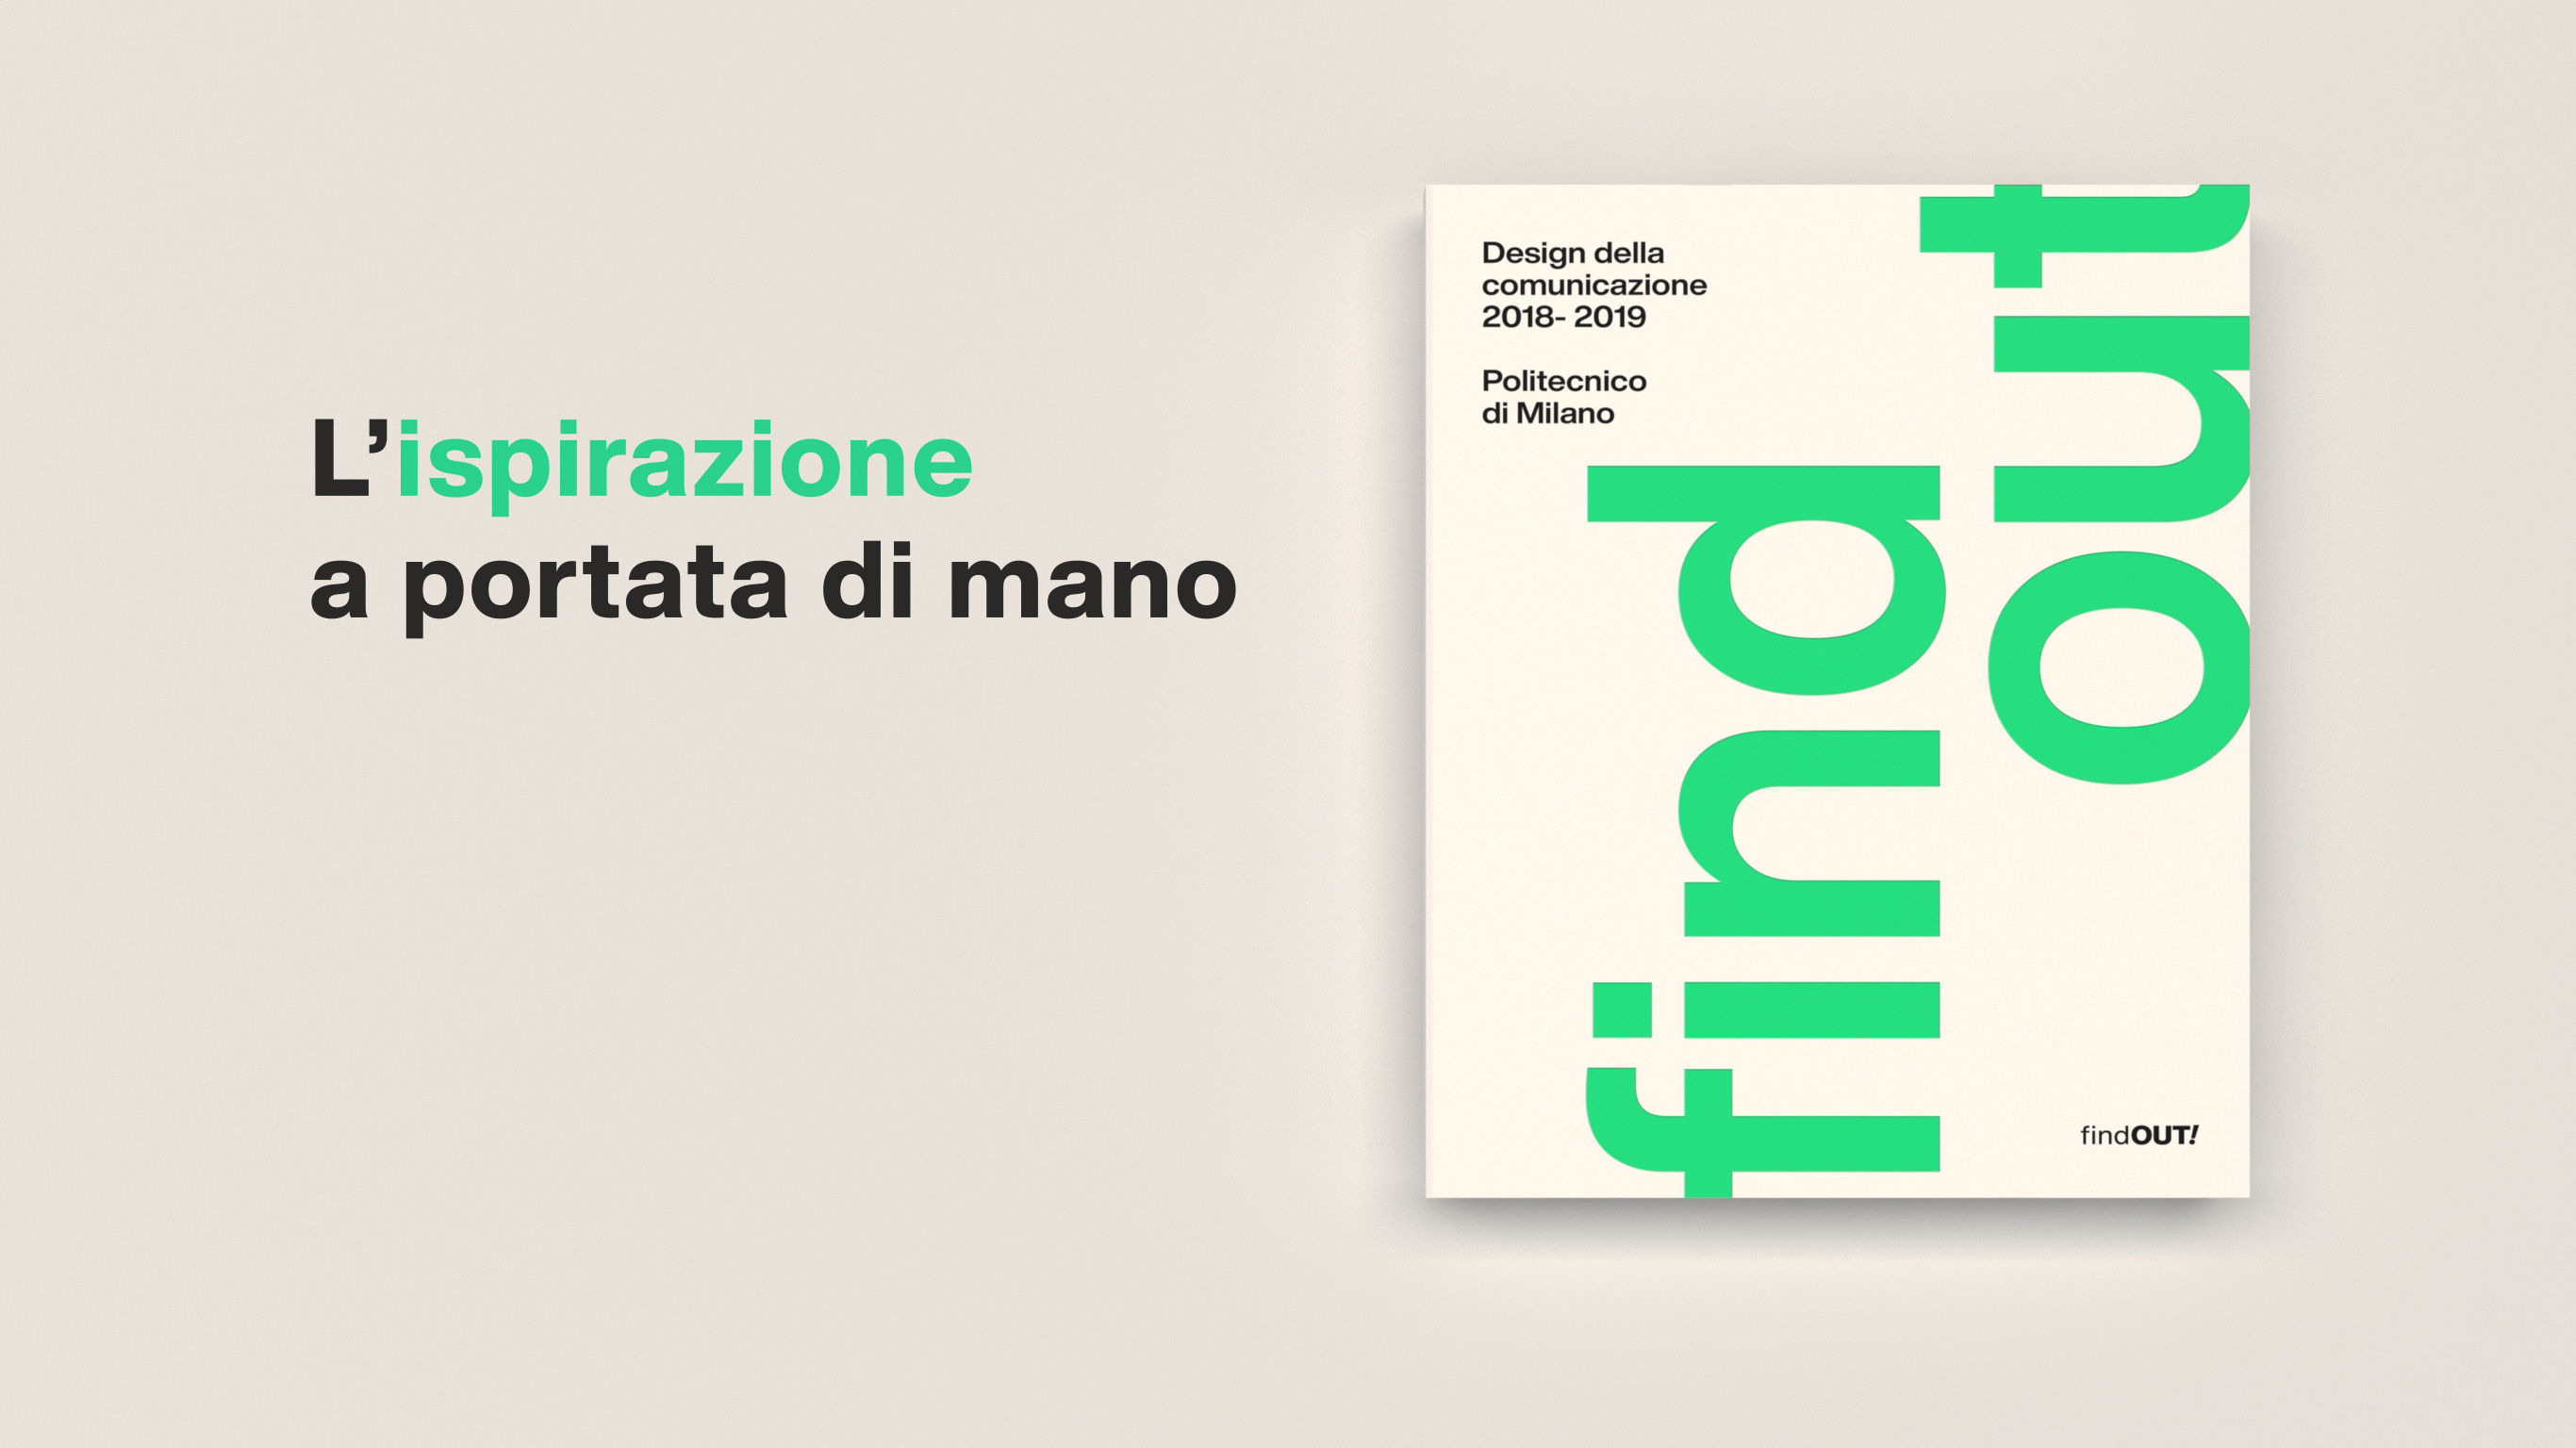 L’ispirazione
a portata di mano
Design della
comunicazione
2018- 2019
Politecnico
di Milano
find
out
findOUT!